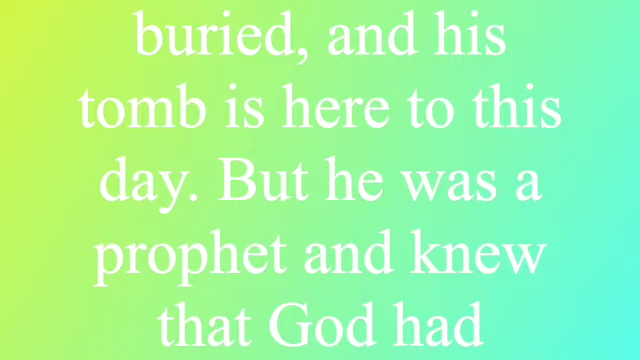 buried, and his
tomb is here to this
day. But he was a
prophet and knew
that God had